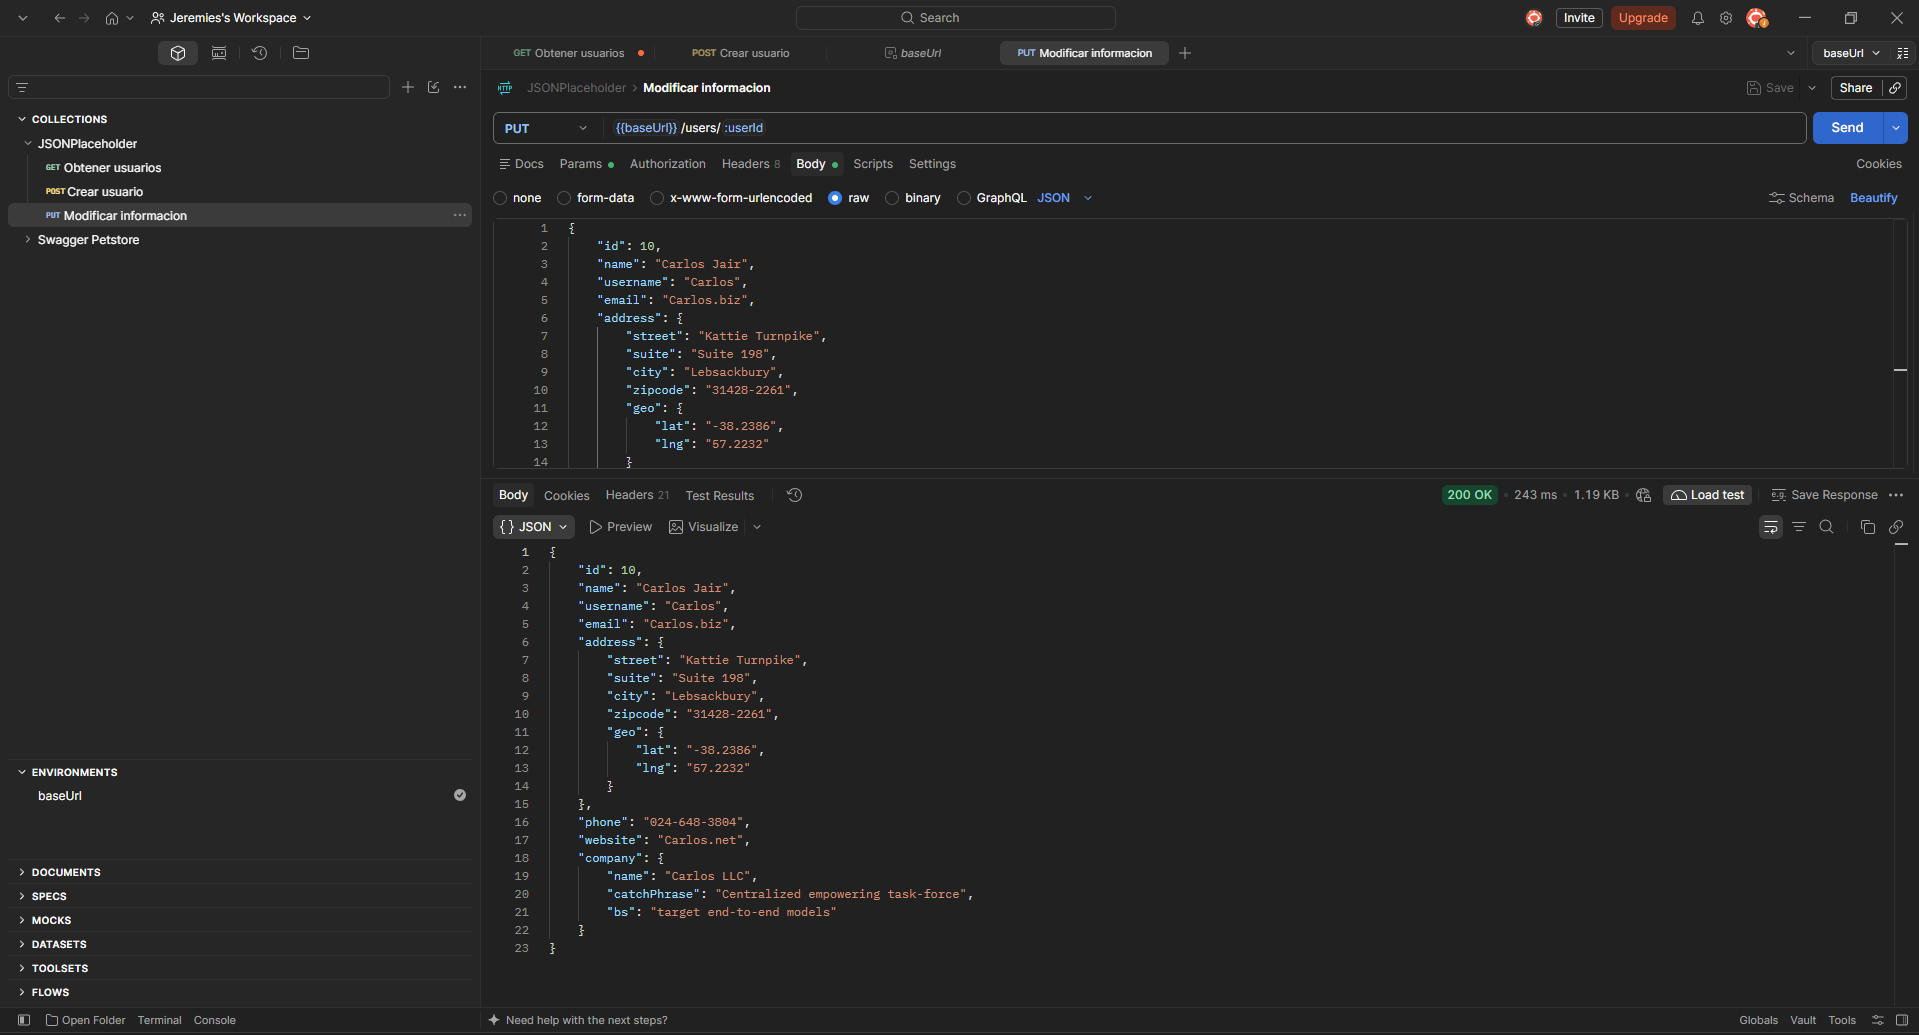 Jeremies's Workspace
Search
Invite
Upgrade
GET Obtener usuarios
POST Crear usuario
baseUrl
PUT Modificar informacion
baseUrl
HTTP JSONPlaceholder > Modificar informacion
Save
Share
COLLECTIONS
JSONPlaceholder
GET Obtener usuarios
POST Crear usuario
PUT Modificar informacion
Swagger Petstore
PUT
{{baseUrl}} /users/ :userId
Send
Docs Params Authorization Headers 8 Body Scripts Settings
Cookies
none form-data x-www-form-urlencoded raw binary GraphQL JSON
Schema Beautify
1 {
2 "id": 10,
3 "name": "Carlos Jair",
4 "username": "Carlos",
5 "email": "Carlos.biz",
6 "address": {
7 "street": "Kattie Turnpike",
8 "suite": "Suite 198",
9 "city": "Lebsackbury",
10 "zipcode": "31428-2261",
11 "geo": {
12 "lat": "-38.2386",
13 "lng": "57.2232"
14 }
Body Cookies Headers 21 Test Results
200 OK 243 ms 1.19 KB
Load test
e.g. Save Response
{} JSON Preview Visualize
1 {
2 "id": 10,
3 "name": "Carlos Jair",
4 "username": "Carlos",
5 "email": "Carlos.biz",
6 "address": {
7 "street": "Kattie Turnpike",
8 "suite": "Suite 198",
9 "city": "Lebsackbury",
10 "zipcode": "31428-2261",
11 "geo": {
12 "lat": "-38.2386",
13 "lng": "57.2232"
14 }
15 },
16 "phone": "024-648-3804",
17 "website": "Carlos.net",
18 "company": {
19 "name": "Carlos LLC",
20 "catchPhrase": "Centralized empowering task-force",
21 "bs": "target end-to-end models"
22 }
23 }
ENVIRONMENTS
baseUrl
DOCUMENTS
SPECS
MOCKS
DATASETS
TOOLSETS
FLOWS
Open Folder Terminal Console
Need help with the next steps?
Globals Vault Tools